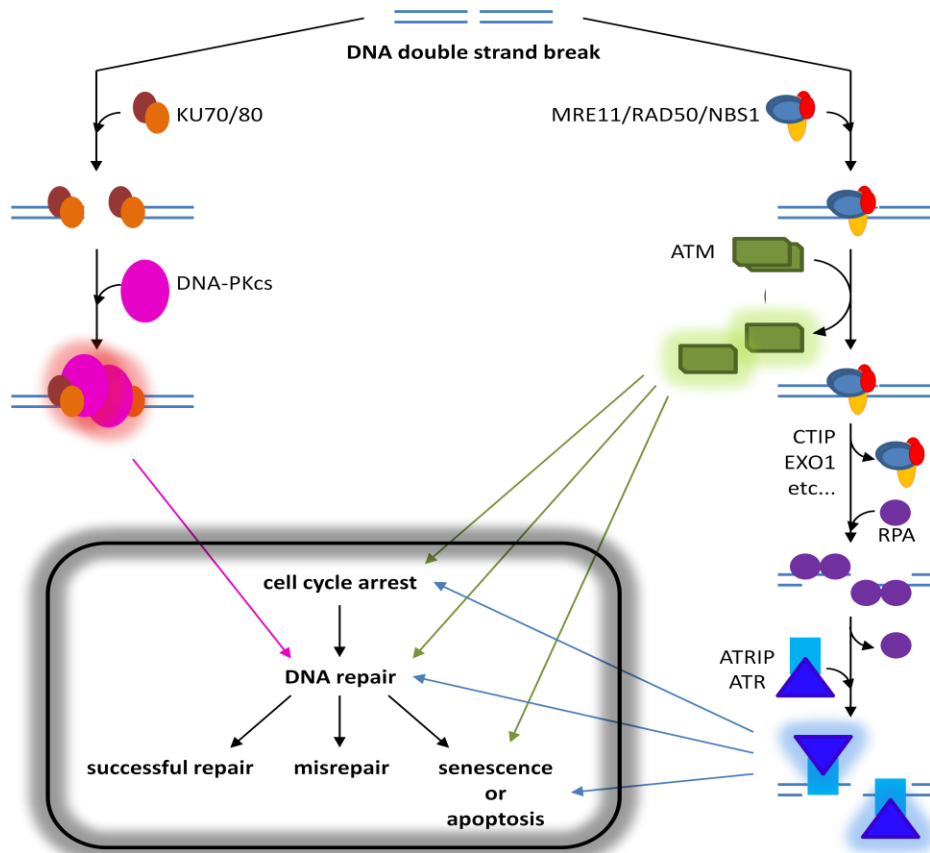 DNA double strand break
KU70/80
MRE11/RAD50/NBS1
ATM
DNA-PKcs
CTIP
EXO1
etc...
RPA
cell cycle arrest
ATRIP
ATR
DNA repair
successful repair
misrepair
senescence
or
apoptosis